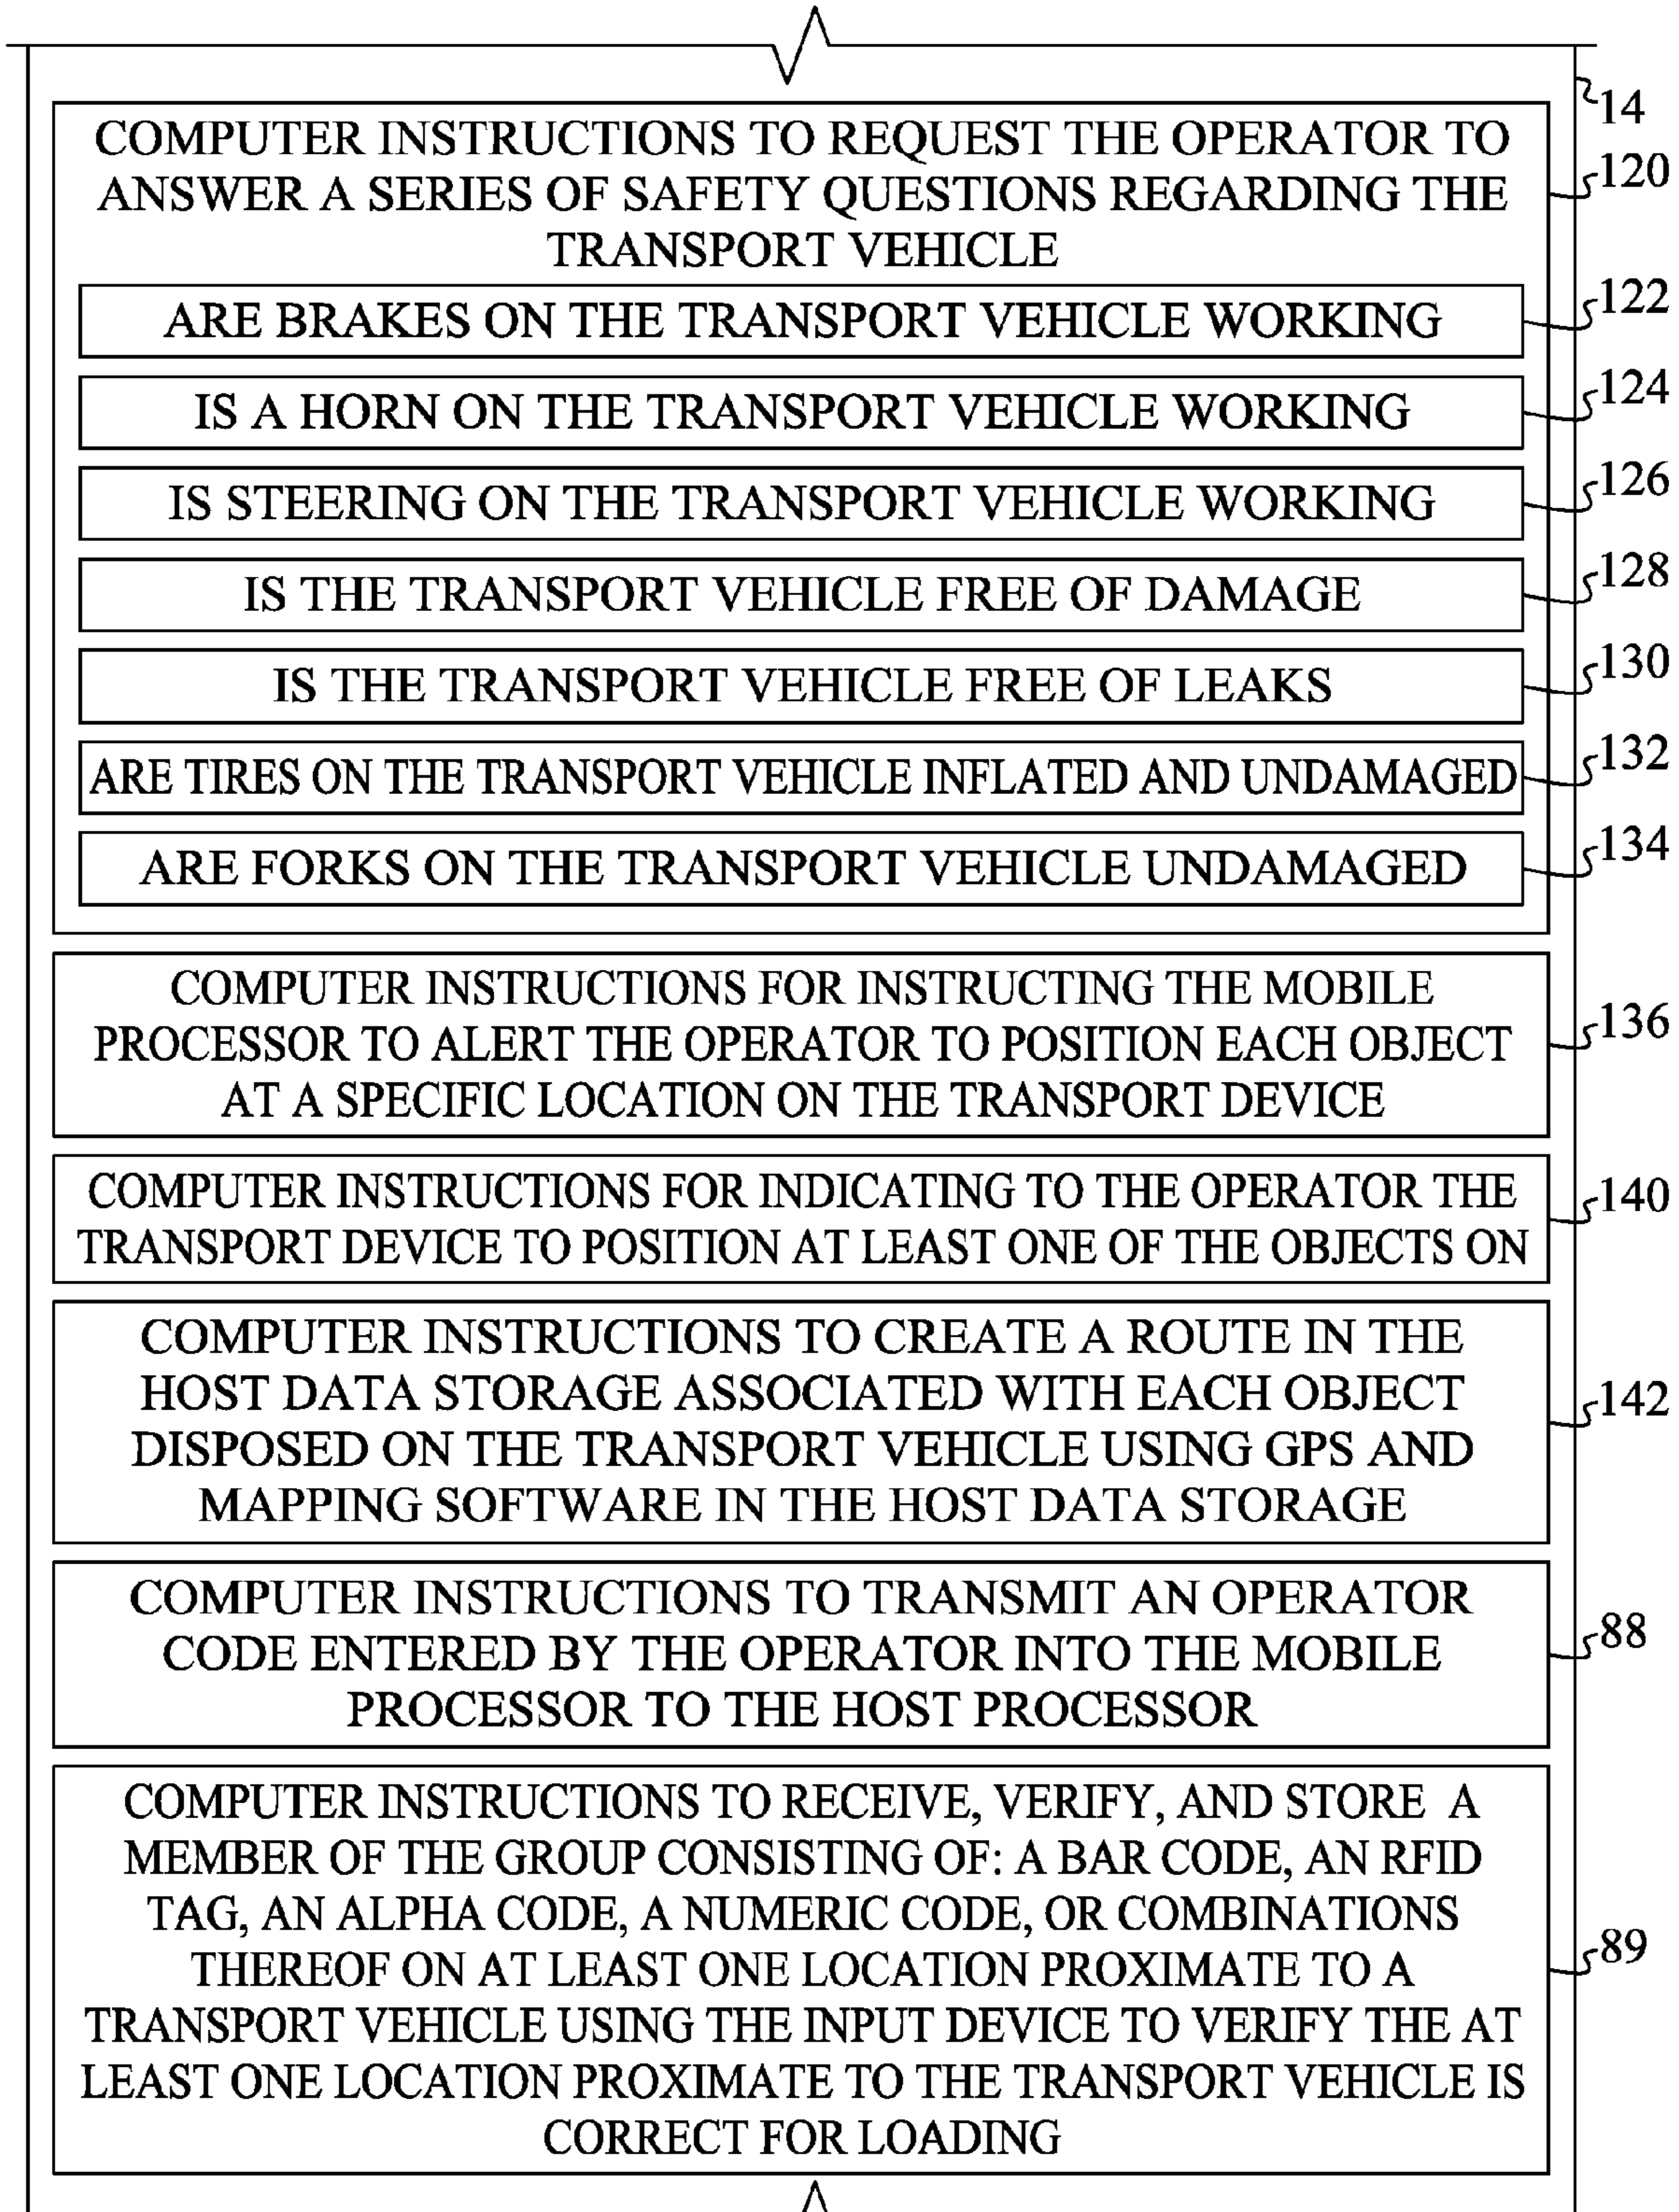 14
COMPUTER INSTRUCTIONS TO REQUEST THE OPERATOR TO
ANSWER A SERIES OF SAFETY QUESTIONS REGARDING THE
TRANSPORT VEHICLE
120
ARE BRAKES ON THE TRANSPORT VEHICLE WORKING
122
IS A HORN ON THE TRANSPORT VEHICLE WORKING
124
IS STEERING ON THE TRANSPORT VEHICLE WORKING
126
IS THE TRANSPORT VEHICLE FREE OF DAMAGE
128
IS THE TRANSPORT VEHICLE FREE OF LEAKS
130
ARE TIRES ON THE TRANSPORT VEHICLE INFLATED AND UNDAMAGED
132
ARE FORKS ON THE TRANSPORT VEHICLE UNDAMAGED
134
COMPUTER INSTRUCTIONS FOR INSTRUCTING THE MOBILE
PROCESSOR TO ALERT THE OPERATOR TO POSITION EACH OBJECT
AT A SPECIFIC LOCATION ON THE TRANSPORT DEVICE
136
COMPUTER INSTRUCTIONS FOR INDICATING TO THE OPERATOR THE
TRANSPORT DEVICE TO POSITION AT LEAST ONE OF THE OBJECTS ON
140
COMPUTER INSTRUCTIONS TO CREATE A ROUTE IN THE
HOST DATA STORAGE ASSOCIATED WITH EACH OBJECT
DISPOSED ON THE TRANSPORT VEHICLE USING GPS AND
MAPPING SOFTWARE IN THE HOST DATA STORAGE
142
COMPUTER INSTRUCTIONS TO TRANSMIT AN OPERATOR
CODE ENTERED BY THE OPERATOR INTO THE MOBILE
PROCESSOR TO THE HOST PROCESSOR
88
COMPUTER INSTRUCTIONS TO RECEIVE, VERIFY, AND STORE A
MEMBER OF THE GROUP CONSISTING OF: A BAR CODE, AN RFID
TAG, AN ALPHA CODE, A NUMERIC CODE, OR COMBINATIONS
THEREOF ON AT LEAST ONE LOCATION PROXIMATE TO A
TRANSPORT VEHICLE USING THE INPUT DEVICE TO VERIFY THE AT
LEAST ONE LOCATION PROXIMATE TO THE TRANSPORT VEHICLE IS
CORRECT FOR LOADING
89